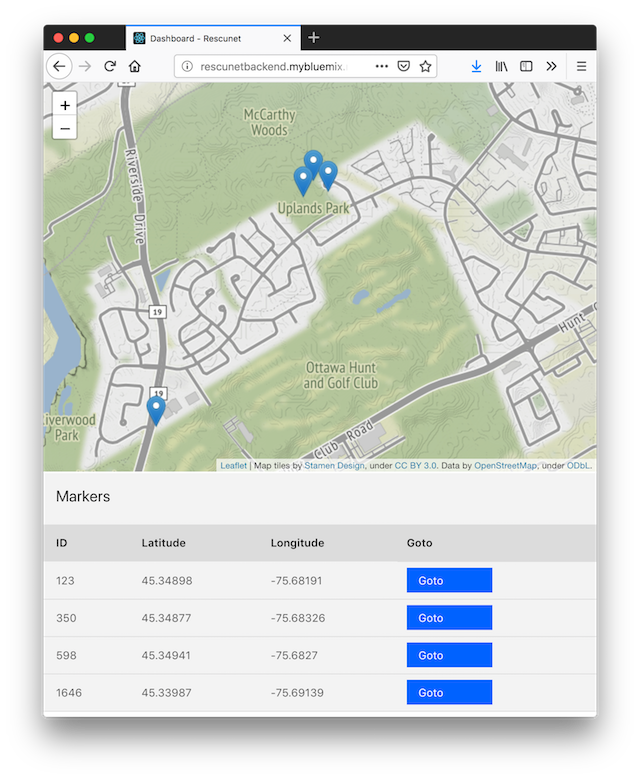 Dashboard - Rescunet
rescunetbackend.mybluemix.
+
−
McCarthy
Woods
Riverside Drive
Uplands Park
19
Hunt
Ottawa Hunt
and Golf Club
19
Park
Club Road
Leaflet | Map tiles by Stamen Design, under CC BY 3.0. Data by OpenStreetMap, under ODbL.
Markers
ID Latitude Longitude Goto
123 45.34898 -75.68191 Goto
350 45.34877 -75.68326 Goto
598 45.34941 -75.6827 Goto
1646 45.33987 -75.69139 Goto